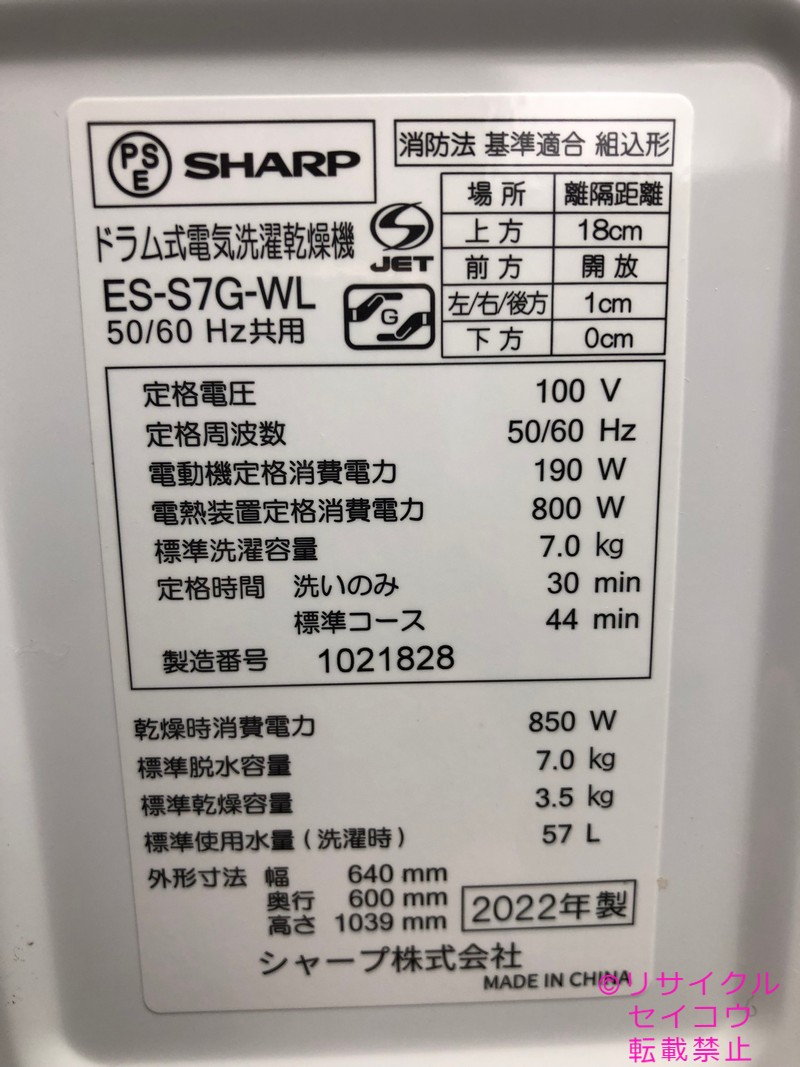 PSE SHARP
消防法 基準適合 組込形
ドラム式電気洗濯乾燥機
JET
ES-S7G-WL
50/60 Hz共用
G
場所 離隔距離
上方 18cm
前方 開放
左/右/後方 1cm
下方 0cm
定格電圧 100 V
定格周波数 50/60 Hz
電動機定格消費電力 190 W
電熱装置定格消費電力 800 W
標準洗濯容量 7.0 kg
定格時間 洗いのみ 30 min
標準コース 44 min
製造番号 1021828
乾燥時消費電力 850 W
標準脱水容量 7.0 kg
標準乾燥容量 3.5 kg
標準使用水量(洗濯時) 57 L
外形寸法 幅 640 mm
奥行 600 mm
高さ 1039 mm
2022年製
シャープ株式会社
MADE IN CHINA
©リサイクル
セイコウ
転載禁止